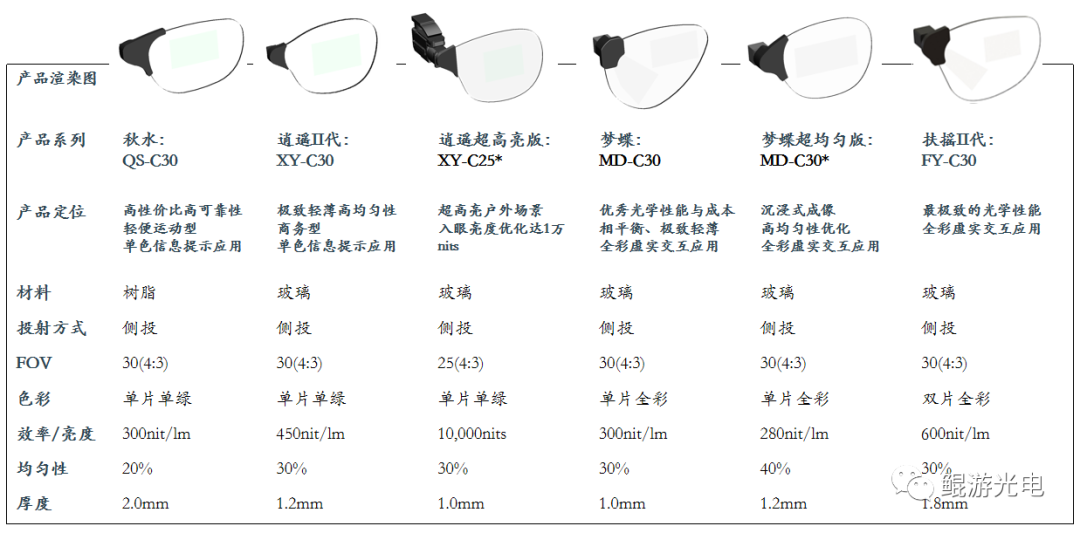 产品渲染图
产品系列 秋水： 逍遥II代： 逍遥超高亮版： 梦蝶： 梦蝶超均匀版： 扶摇II代：
QS-C30 XY-C30 XY-C25* MD-C30 MD-C30* FY-C30
产品定位 高性价比高可靠性 极致轻薄高均匀性 超高亮户外场景 优秀光学性能与成本 沉浸式成像 最极致的光学性能
轻便运动型 商务型 入眼亮度优化达1万 相平衡、极致轻薄 高均匀性优化 全彩虚实交互应用
单色信息提示应用 单色信息提示应用 nits 全彩虚实交互应用 全彩虚实交互应用
材料 树脂 玻璃 玻璃 玻璃 玻璃 玻璃
投射方式 侧投 侧投 侧投 侧投 侧投 侧投
FOV 30(4:3) 30(4:3) 25(4:3) 30(4:3) 30(4:3) 30(4:3)
色彩 单片单绿 单片单绿 单片单绿 单片全彩 单片全彩 双片全彩
效率/亮度 300nit/lm 450nit/lm 10,000nits 300nit/lm 280nit/lm 600nit/lm
均匀性 20% 30% 30% 30% 40% 30%
厚度 2.0mm 1.2mm 1.0mm 1.0mm 1.2mm 1.8mm
鲲游光电